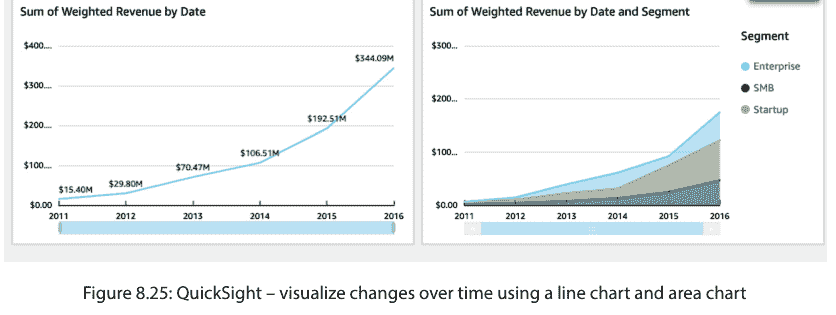 Sum of Weighted Revenue by Date
$400....
$300....
$200....
$100....
$0.00
$15.40M
$29.80M
$70.47M
$106.51M
$192.51M
$344.09M
2011 2012 2013 2014 2015 2016
Sum of Weighted Revenue by Date and Segment
$300...
$200...
$100...
$0.00
2011 2012 2013 2014 2015 2016
Segment
Enterprise
SMB
Startup
Figure 8.25: QuickSight – visualize changes over time using a line chart and area chart